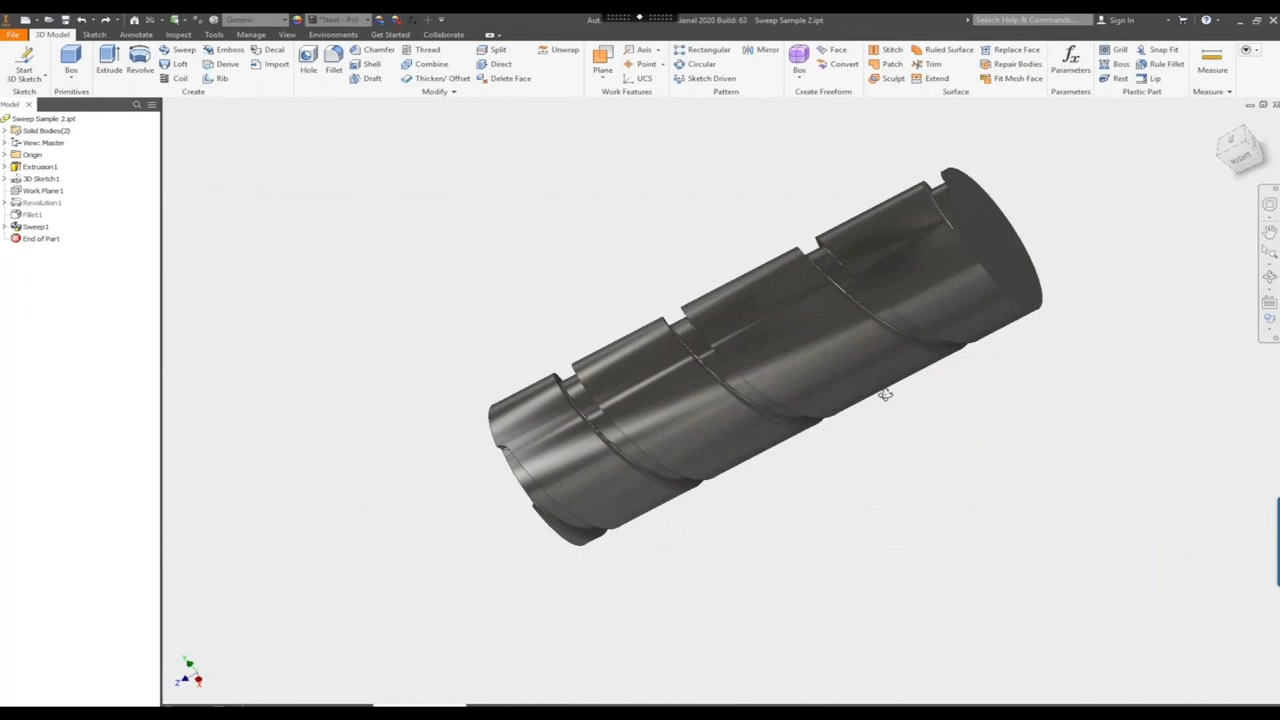 Generic
*Steel - Pol
Aut
ional 2020 Build: 63 Sweep Sample 2.ipt
Search Help & Commands...
Sign In
File 3D Model Sketch Annotate Inspect Tools Manage View Environments Get Started Collaborate
Start
3D Sketch
Sketch
Box
Primitives
Extrude
Revolve
Sweep Emboss Decal
Loft Derive Import
Coil Rib
Create
Hole
Fillet
Chamfer Thread Split Unwrap
Shell Combine Direct
Draft Thicken/ Offset Delete Face
Modify
Plane
Axis
Point
UCS
Work Features
Rectangular Mirror
Circular
Sketch Driven
Pattern
Box
Face
Convert
Create Freeform
Stitch Ruled Surface Replace Face
Patch Trim Repair Bodies
Sculpt Extend Fit Mesh Face
Surface
fx
Parameters
Parameters
Grill Snap Fit
Boss Rule Fillet
Rest Lip
Plastic Part
Measure
Measure
Model
Sweep Sample 2.ipt
Solid Bodies(2)
View: Master
Origin
Extrusion1
3D Sketch1
Work Plane1
Revolution1
Fillet1
Sweep1
End of Part
RIGHT
Y
Z
X